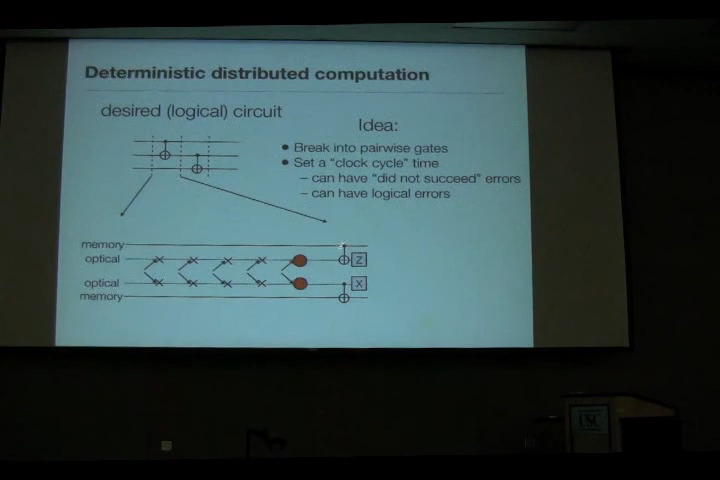 Deterministic distributed computation
desired (logical) circuit
Idea:
• Break into pairwise gates
• Set a “clock cycle” time
– can have “did not succeed” errors
– can have logical errors
memory
optical
Z
optical
X
memory
USC